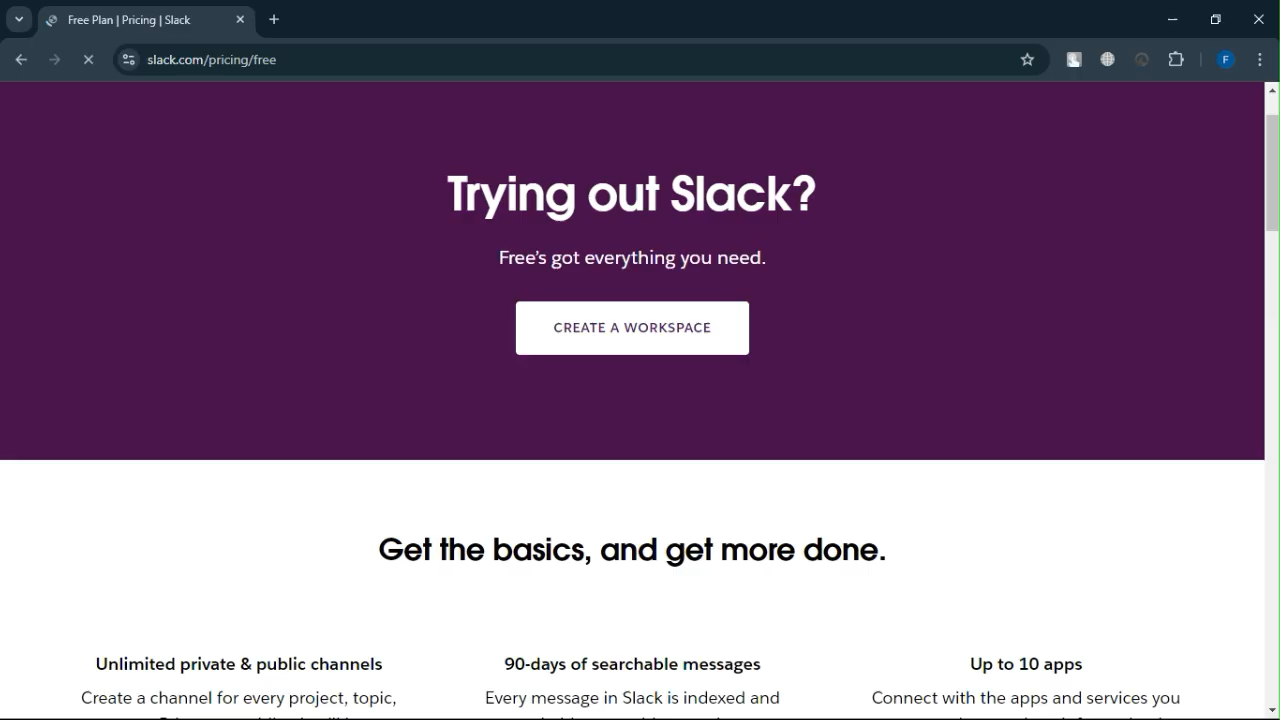 Free Plan | Pricing | Slack
slack.com/pricing/free
F
Trying out Slack?
Free's got everything you need.
CREATE A WORKSPACE
Get the basics, and get more done.
Unlimited private & public channels
Create a channel for every project, topic,
90-days of searchable messages
Every message in Slack is indexed and
Up to 10 apps
Connect with the apps and services you